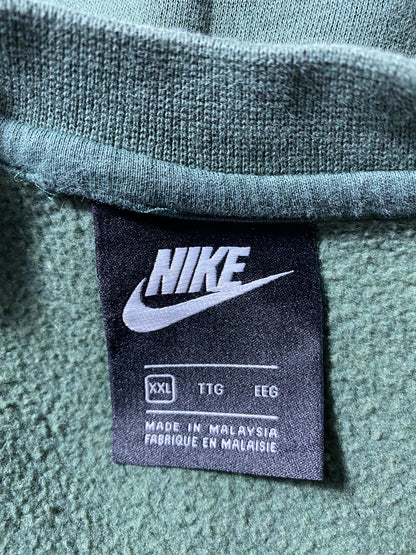 NIKE
XXL TTG EEG
MADE IN MALAYSIA
FABRIQUE EN MALAISIE